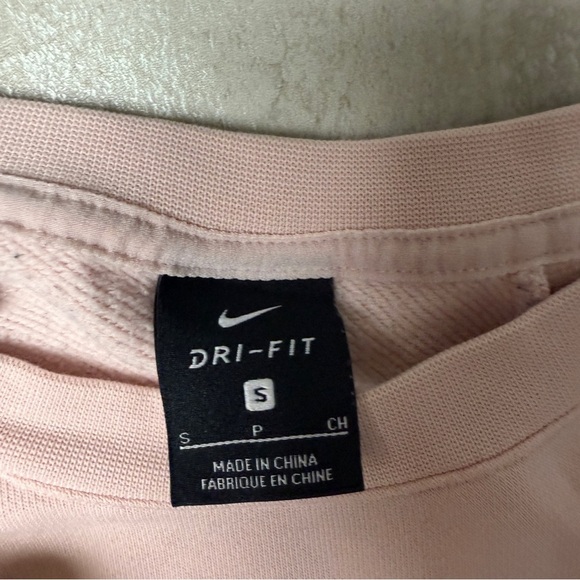 DRI-FIT
S
S P CH
MADE IN CHINA
FABRIQUE EN CHINE